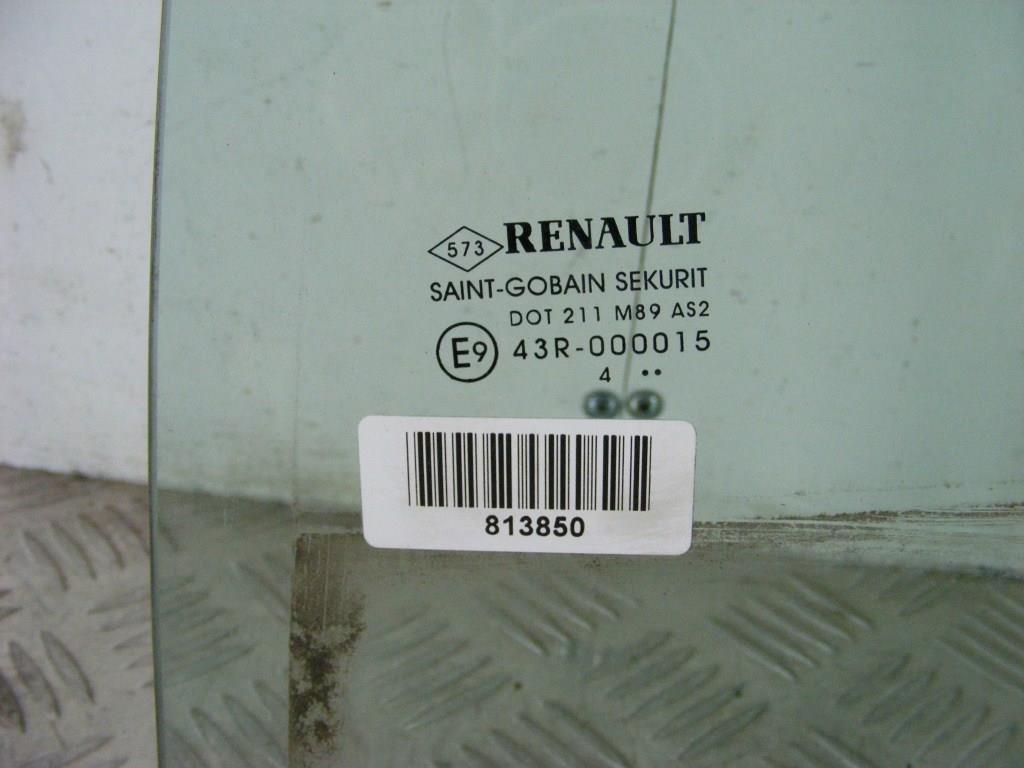 573 RENAULT
SAINT-GOBAIN SEKURIT
DOT 211 M89 AS2
E9 43R-000015
4 ••
813850